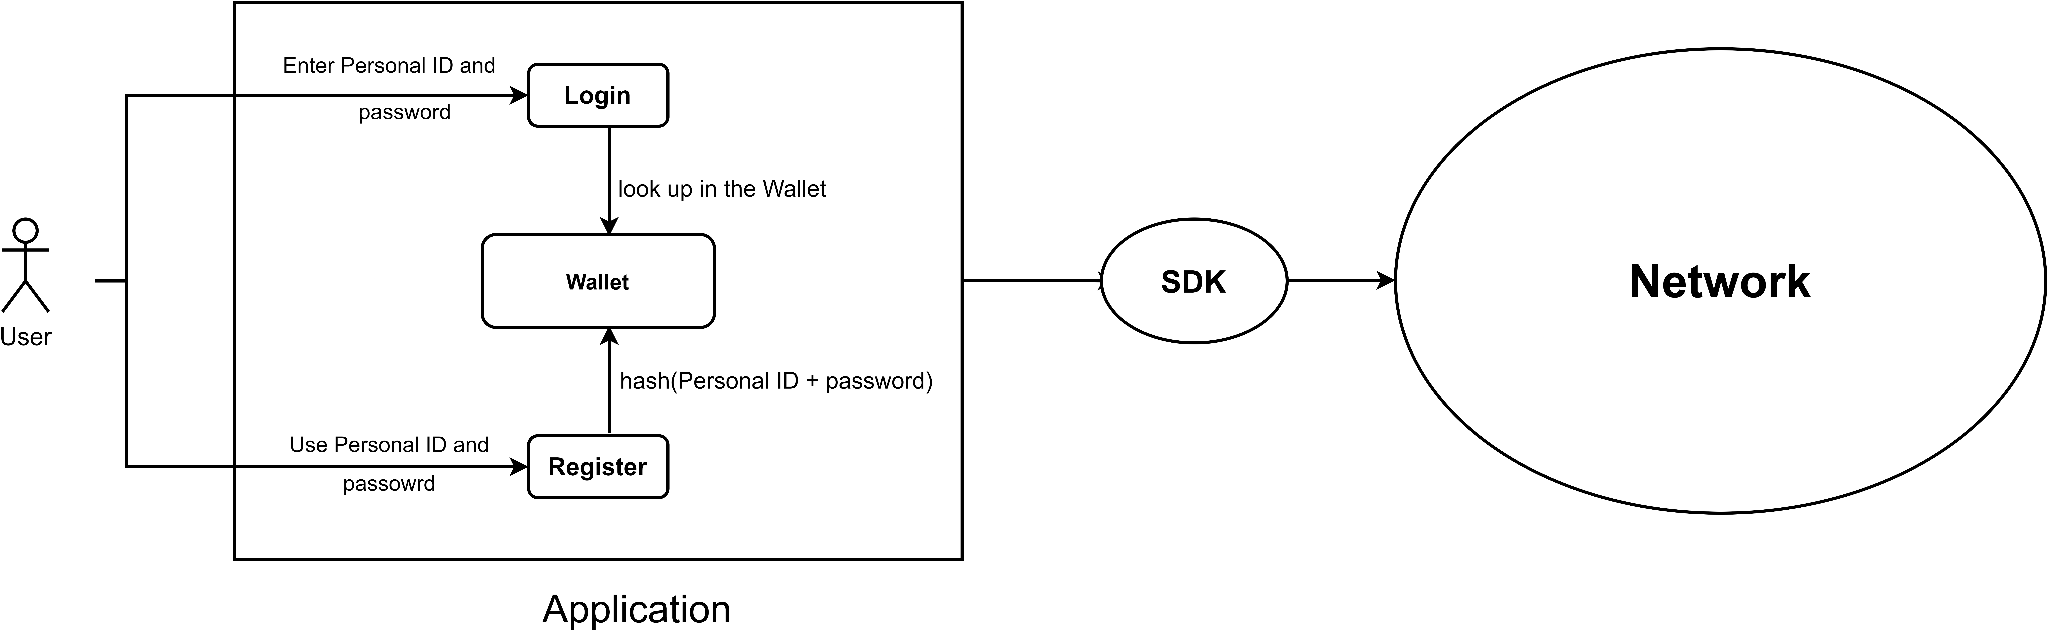 Enter Personal ID and
password
Login
look up in the Wallet
Wallet
hash(Personal ID + password)
Use Personal ID and
passowrd
Register
User
Application
SDK
Network